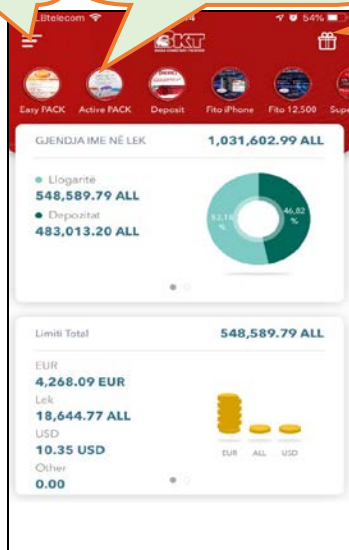 LBtelecom
54%
BKT
Easy PACK Active PACK Deposit Fito iPhone Fito 12.500 Supe
GJENDJA IME NË LEK 1,031,602.99 ALL
Llogaritë
548,589.79 ALL
Depozitat
483,013.20 ALL
53,18 % 46,82 %
Limiti Total 548,589.79 ALL
EUR
4,268.09 EUR
Lek
18,644.77 ALL
USD
10.35 USD
EUR ALL USD
Other
0.00